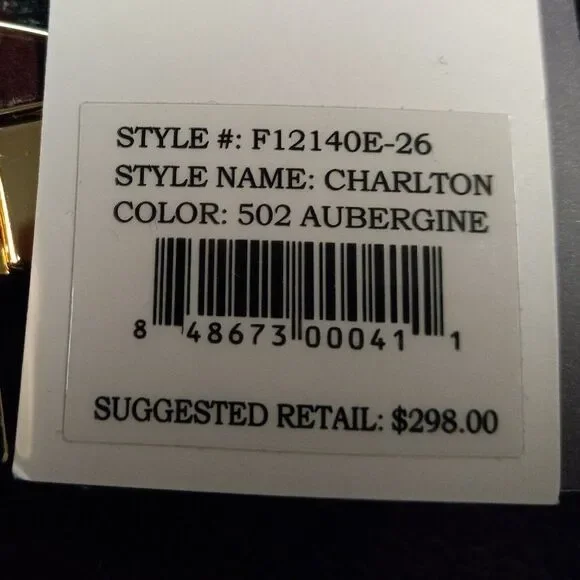 STYLE #: F12140E-26
STYLE NAME: CHARLTON
COLOR: 502 AUBERGINE
8 48673 00041 1
SUGGESTED RETAIL: $298.00